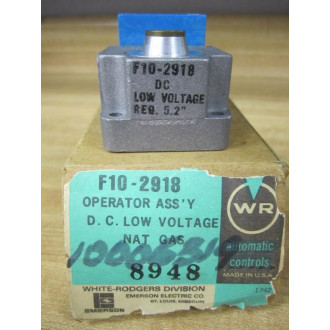 F10-2918
DC
LOW VOLTAGE
REG. 5.2"
F10-2918
OPERATOR ASS'Y
D. C. LOW VOLTAGE
NAT GAS
8948
WR
automatic
controls
MADE IN U.S.A.
WHITE-RODGERS DIVISION
EMERSON ELECTRIC CO.
ST. LOUIS, MISSOURI
EMERSON